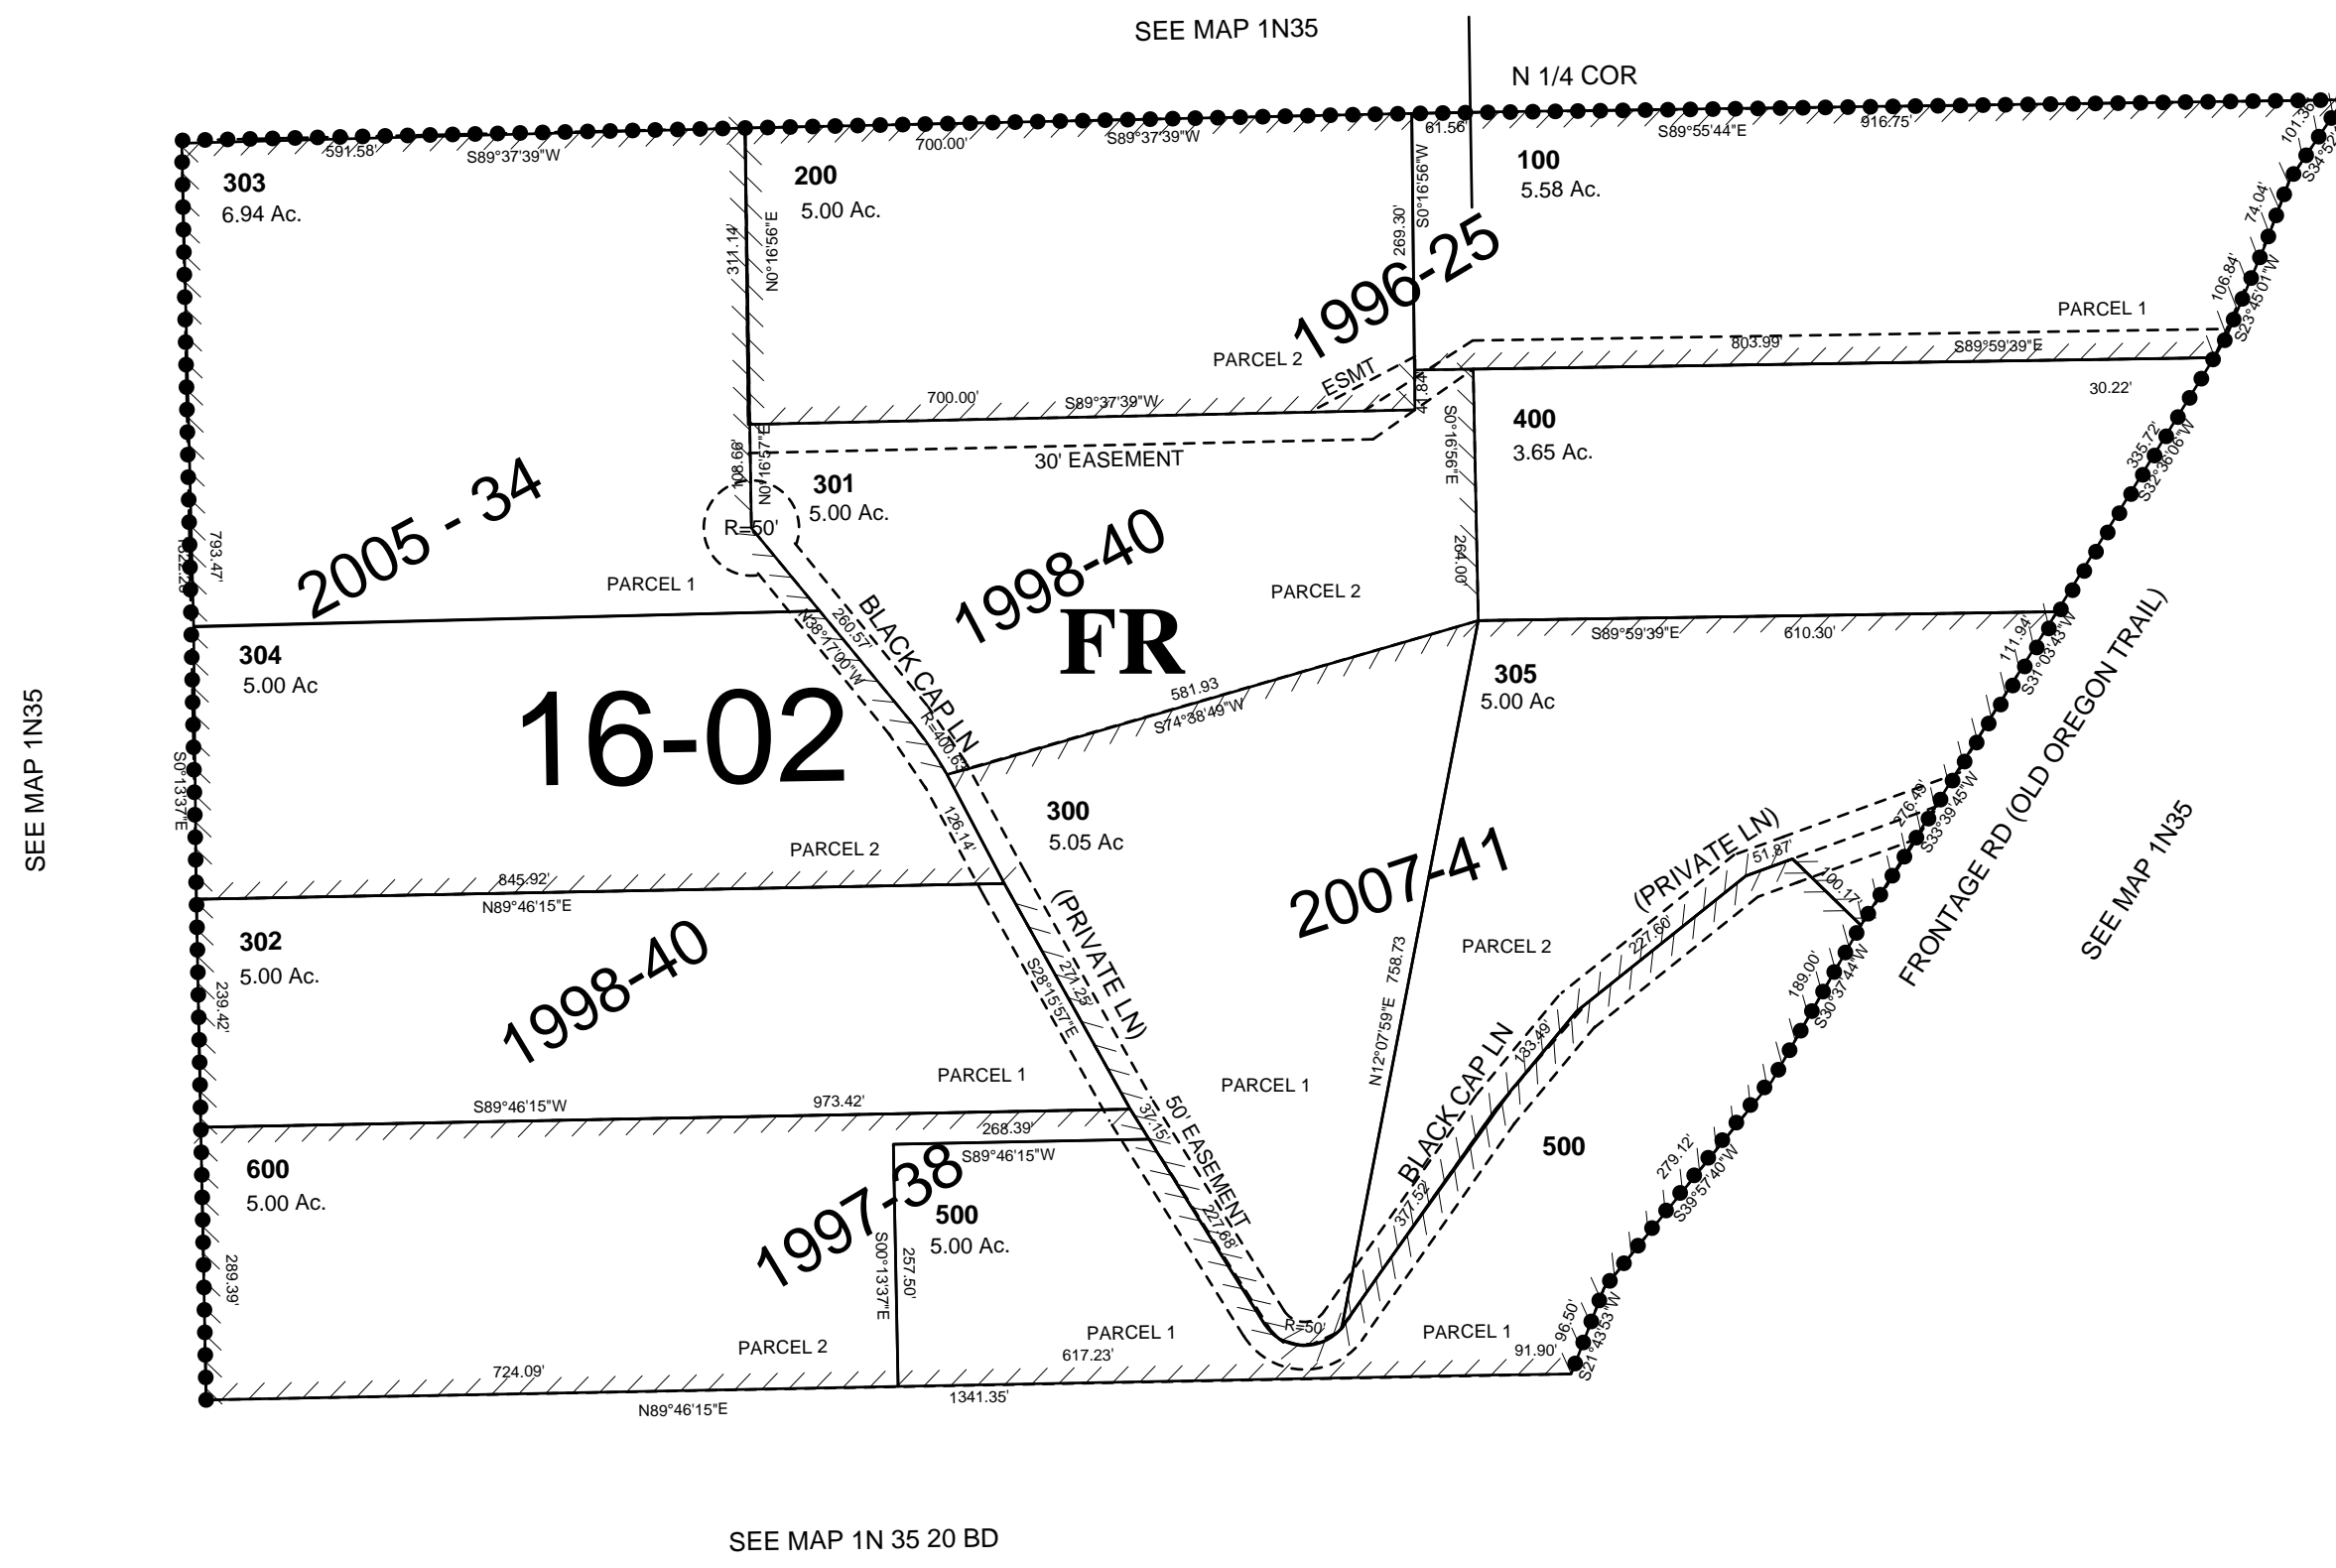 SEE MAP 1N35
N 1/4 COR
591.58'
S89°37'39"W
700.00'
S89°37'39"W
61.56'
S89°55'44"E
916.75'
101.36'
303
6.94 Ac.
200
5.00 Ac.
100
5.58 Ac.
S0°16'56"W
269.30'
311.14'
N0°16'56"E
74.04'
106.84'
S23°45'01"W
1996-25
PARCEL 1
PARCEL 2
ESMT
803.99'
S89°59'39"E
30.22'
700.00'
S89°37'39"W
41.84'
400
3.65 Ac.
S0°16'56"E
264.00'
335.72'
S32°36'06"W
108.66'
N0°16'57"E
30' EASEMENT
301
5.00 Ac.
R=50'
2005 - 34
793.47'
PARCEL 1
1998-40
PARCEL 2
FR
BLACK CAP LN
260.57'
N38°17'00"W
R=400.63'
S89°59'39"E
610.30'
111.94'
S31°03'43"W
FRONTAGE RD (OLD OREGON TRAIL)
304
5.00 Ac
16-02
581.93
S74°38'49"W
305
5.00 Ac
SEE MAP 1N35
S0°13'37"E
126.14'
300
5.05 Ac
2007-41
(PRIVATE LN)
51.87'
276.49'
S33°39'45"W
100.17'
SEE MAP 1N35
PARCEL 2
845.92'
N89°46'15"E
302
5.00 Ac.
239.42'
1998-40
(PRIVATE LN)
271.25'
S28°15'57"E
PARCEL 2
N12°07'59"E 758.73
227.60'
189.00'
S30°37'44"W
133.49'
BLACK CAP LN
PARCEL 1
PARCEL 1
S89°46'15"W
973.42'
268.39'
S89°46'15"W
37.15'
50' EASEMENT
500
279.12'
S39°57'40"W
600
5.00 Ac.
1997-38
500
5.00 Ac.
S00°13'37"E
257.50'
227.68'
377.52'
289.39'
R=50'
PARCEL 2
PARCEL 1
PARCEL 1
96.50'
S21°43'53"W
724.09'
617.23'
91.90'
N89°46'15"E
1341.35'
SEE MAP 1N 35 20 BD